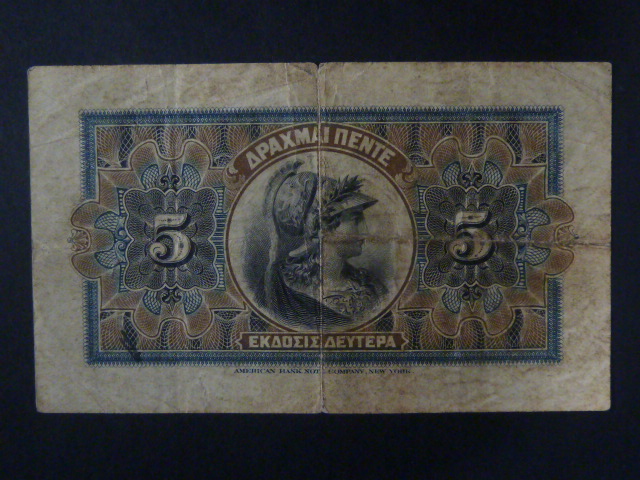 ΔΡΑΧΜΑΙ ΠΕΝΤΕ
5 5
ΕΚΔΟΣΙΣ ΔΕΥΤΕΡΑ
AMERICAN BANK NOTE COMPANY, NEW YORK.